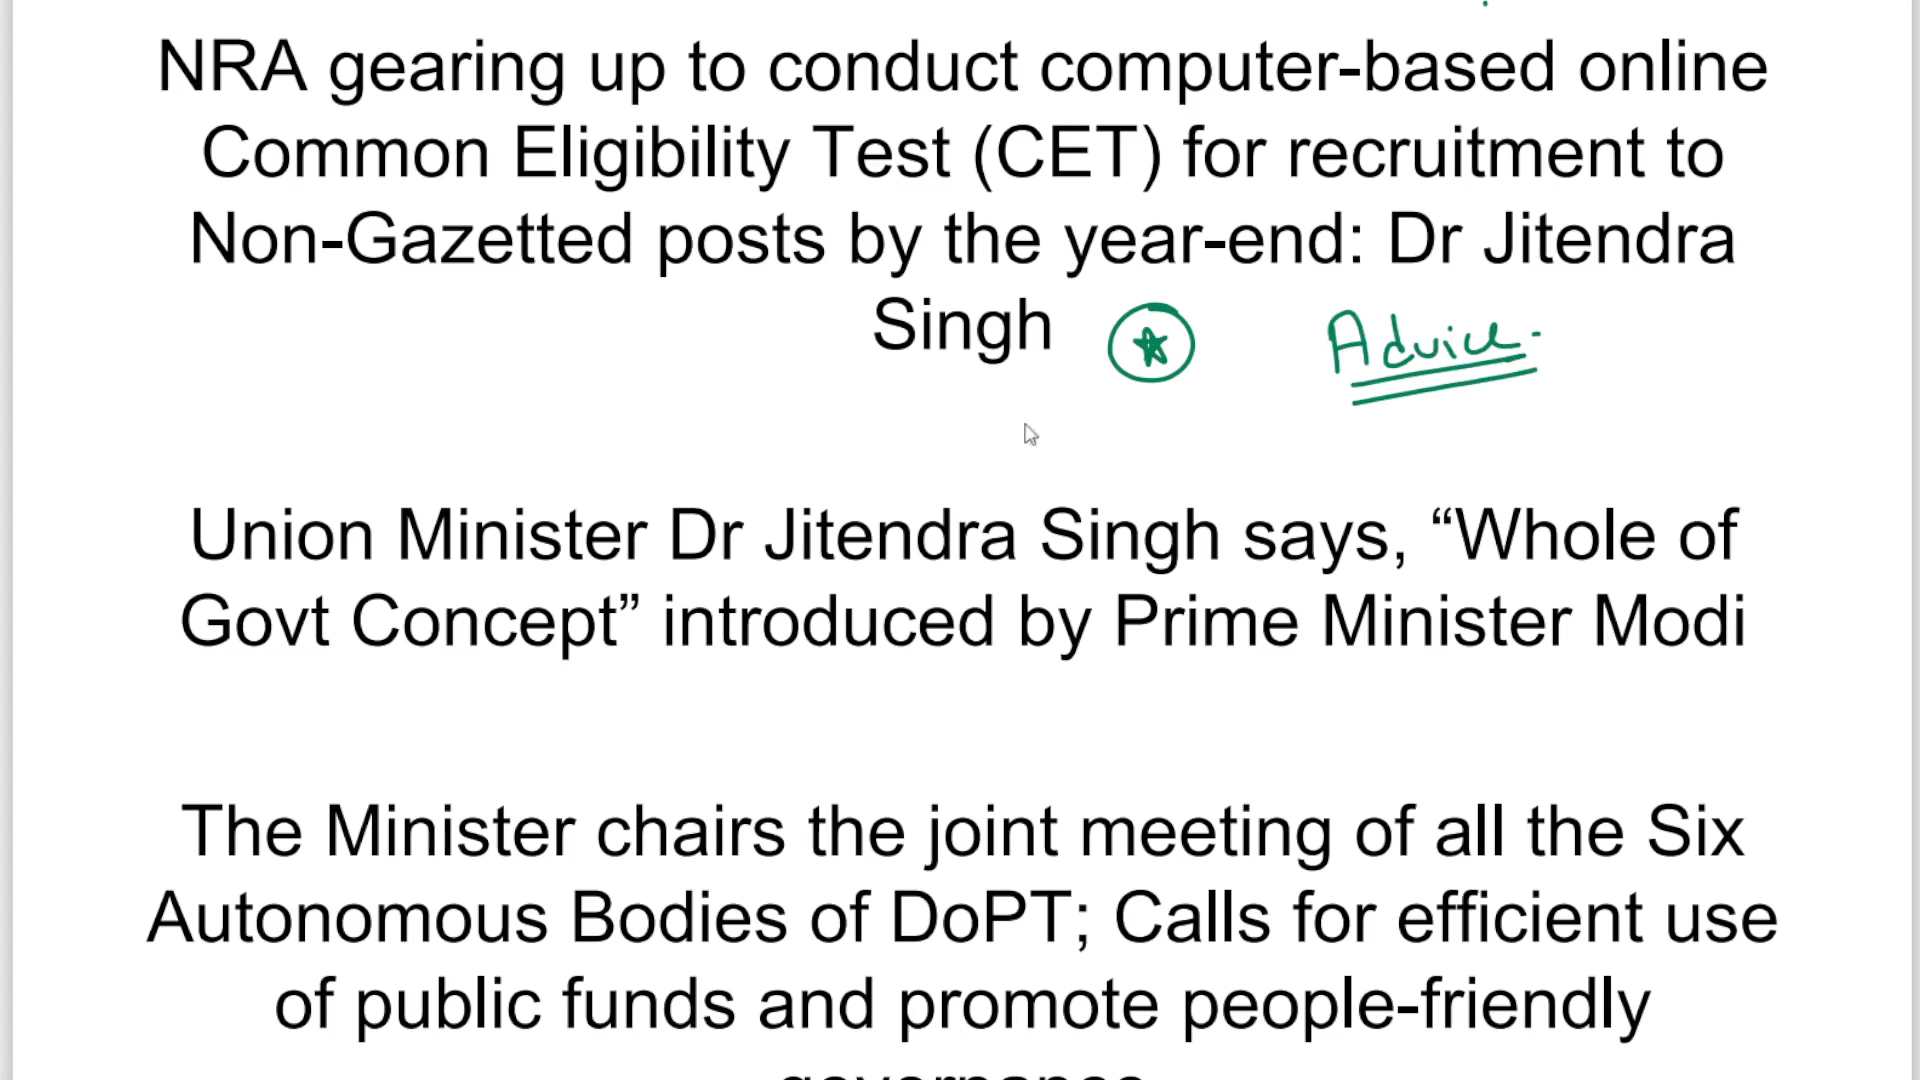 NRA gearing up to conduct computer-based online
Common Eligibility Test (CET) for recruitment to
Non-Gazetted posts by the year-end: Dr Jitendra
Singh
Advice.
Union Minister Dr Jitendra Singh says, “Whole of
Govt Concept” introduced by Prime Minister Modi
The Minister chairs the joint meeting of all the Six
Autonomous Bodies of DoPT; Calls for efficient use
of public funds and promote people-friendly
governance